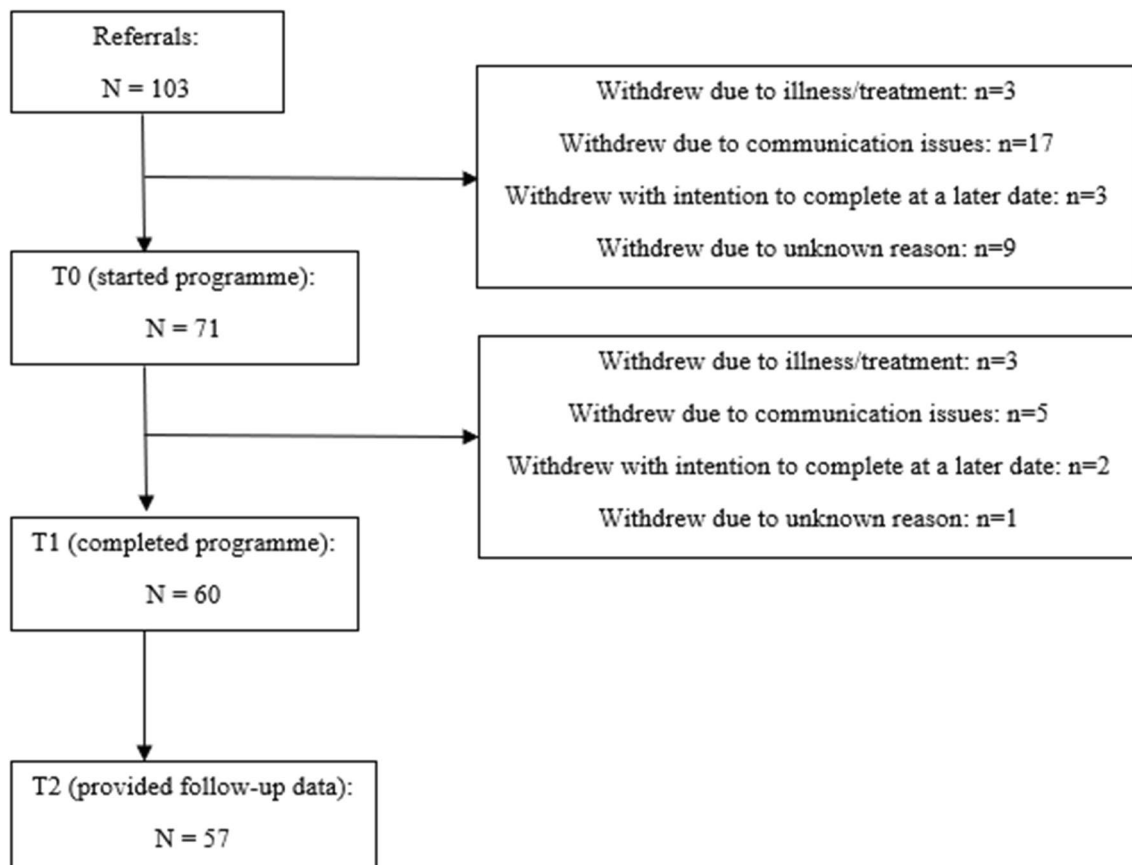 Referrals:
N = 103
Withdrew due to illness/treatment: n=3
Withdrew due to communication issues: n=17
Withdrew with intention to complete at a later date: n=3
Withdrew due to unknown reason: n=9
T0 (started programme):
N = 71
Withdrew due to illness/treatment: n=3
Withdrew due to communication issues: n=5
Withdrew with intention to complete at a later date: n=2
Withdrew due to unknown reason: n=1
T1 (completed programme):
N = 60
T2 (provided follow-up data):
N = 57